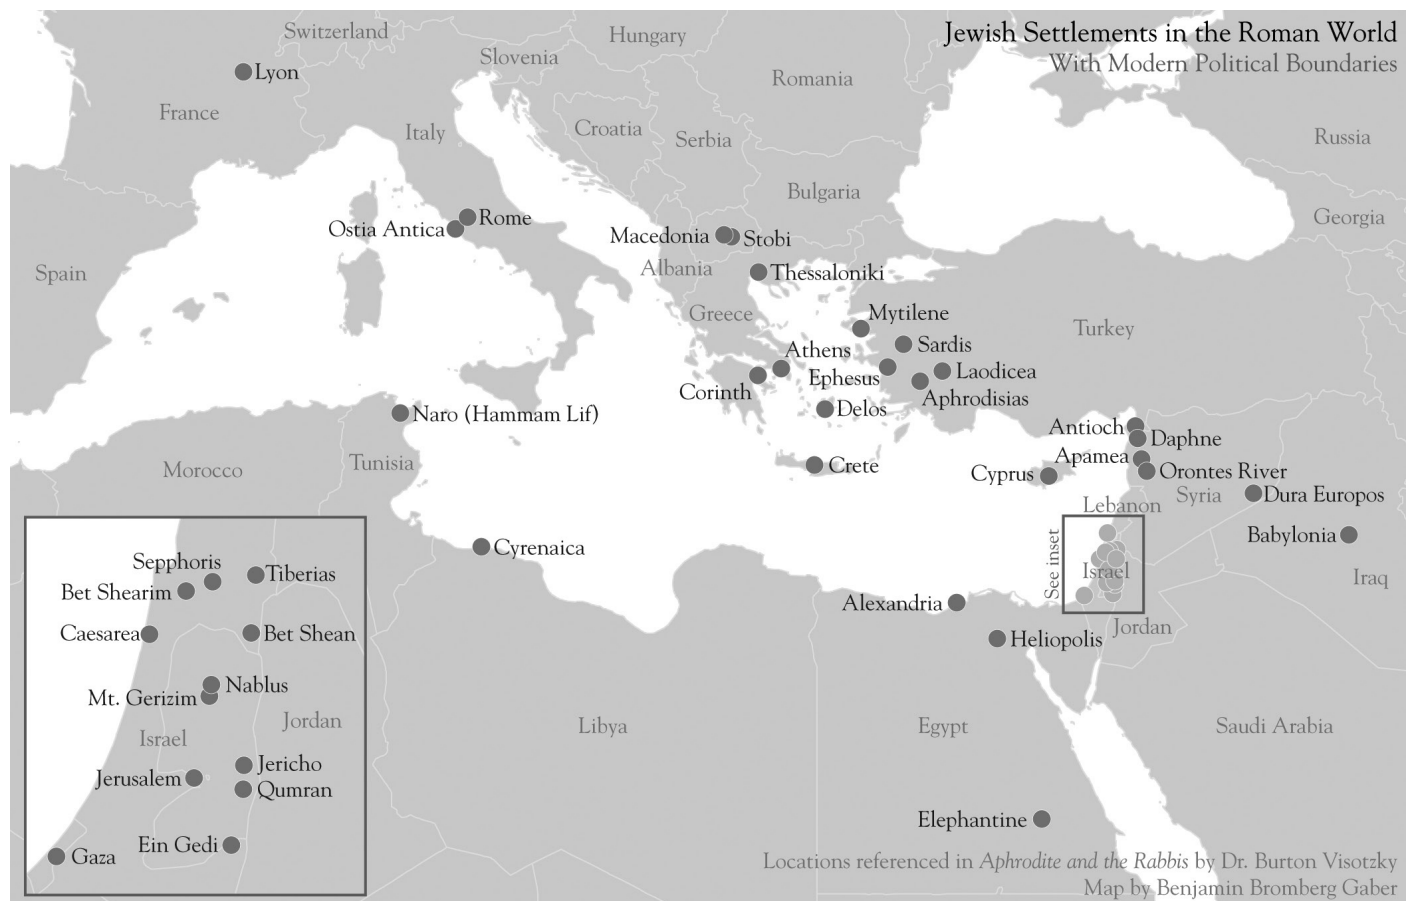 Jewish Settlements in the Roman World
With Modern Political Boundaries
Switzerland
Hungary
Slovenia
Lyon
Romania
France
Italy
Croatia
Serbia
Russia
Bulgaria
Rome
Ostia Antica
Georgia
Macedonia
Stobi
Spain
Albania
Thessaloniki
Greece
Mytilene
Turkey
Sardis
Athens
Laodicea
Ephesus
Corinth
Aphrodisias
Delos
Naro (Hammam Lif)
Antioch
Daphne
Apamea
Tunisia
Morocco
Crete
Cyprus
Orontes River
Syria
Dura Europos
Lebanon
Babylonia
Cyrenaica
See inset
Israel
Iraq
Alexandria
Jordan
Heliopolis
Libya
Egypt
Saudi Arabia
Elephantine
Sepphoris
Tiberias
Bet Shearim
Caesarea
Bet Shean
Nablus
Mt. Gerizim
Jordan
Israel
Jericho
Jerusalem
Qumran
Ein Gedi
Gaza
Locations referenced in Aphrodite and the Rabbis by Dr. Burton Visotzky
Map by Benjamin Bromberg Gaber